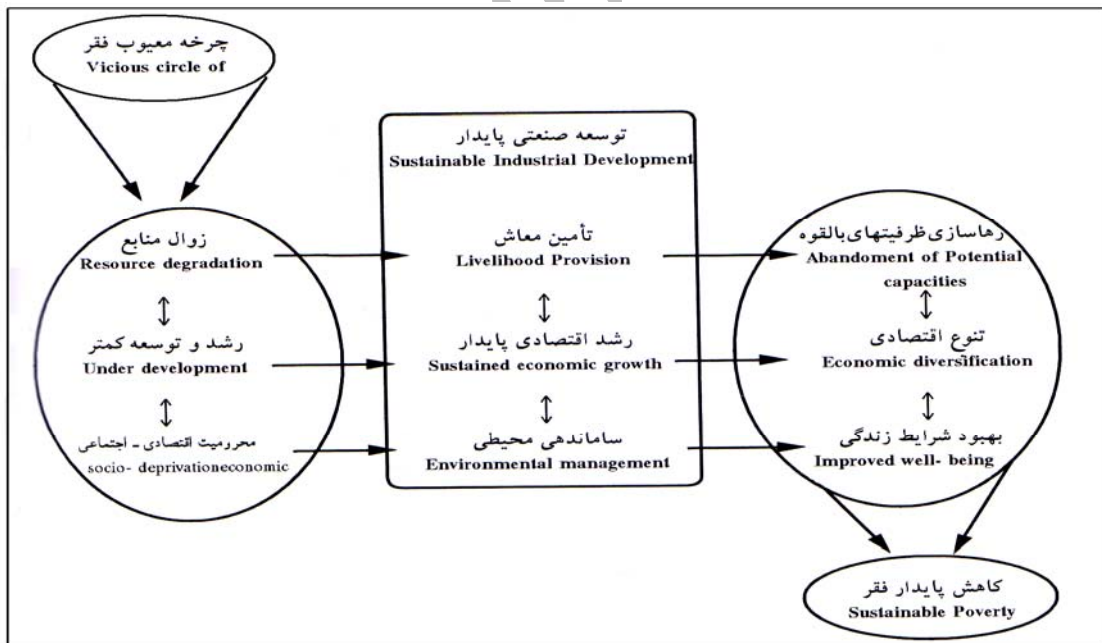 چرخه معیوب فقر
Vicious circle of
توسعه صنعتی پایدار
Sustainable Industrial Development
زوال منابع
Resource degradation
تأمین معاش
Livelihood Provision
رهاسازی ظرفیتهای بالقوه
Abandoment of Potential
capacities
رشد و توسعه کمتر
Under development
رشد اقتصادی پایدار
Sustained economic growth
تنوع اقتصادی
Economic diversification
محرومیت اقتصادی - اجتماعی
socio- deprivationeconomic
ساماندهی محیطی
Environmental management
بهبود شرایط زندگی
Improved well- being
کاهش پایدار فقر
Sustainable Poverty